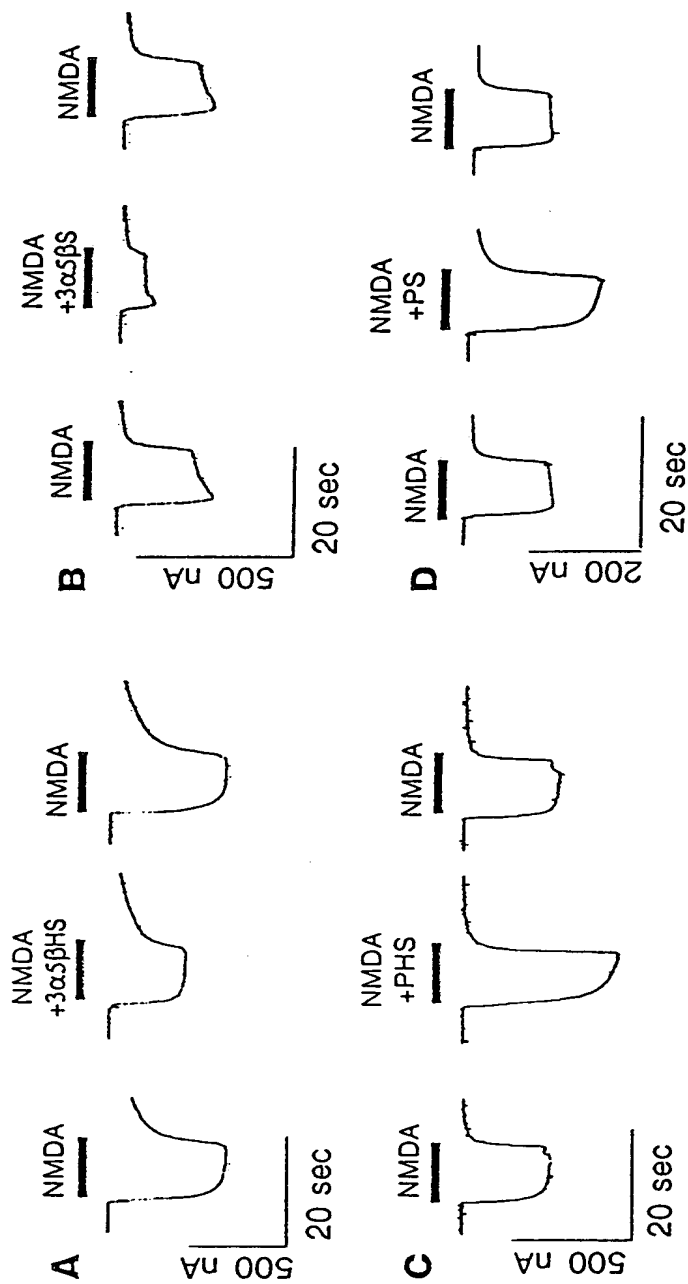 A
NMDA
NMDA
+3α5βHS
NMDA
500 nA
20 sec
B
NMDA
NMDA
+3α5βS
NMDA
500 nA
20 sec
C
NMDA
NMDA
+PHS
NMDA
500 nA
20 sec
D
NMDA
NMDA
+PS
NMDA
200 nA
20 sec